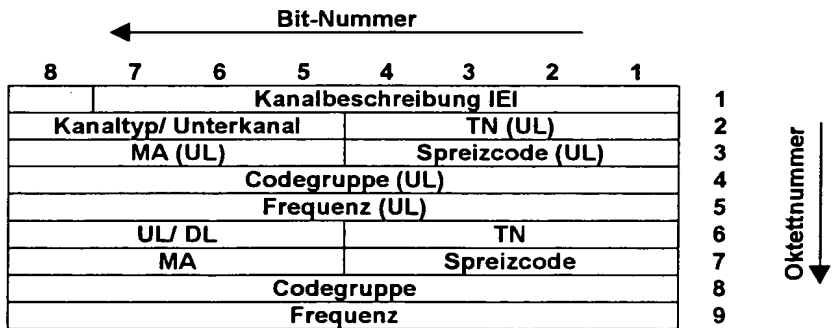 Bit-Nummer
8 7 6 5 4 3 2 1
Kanalbeschreibung IEI 1
Kanaltyp/ Unterkanal TN (UL) 2
MA (UL) Spreizcode (UL) 3
Codegruppe (UL) 4
Frequenz (UL) 5
UL/ DL TN 6
MA Spreizcode 7
Codegruppe 8
Frequenz 9
Oktettnummer